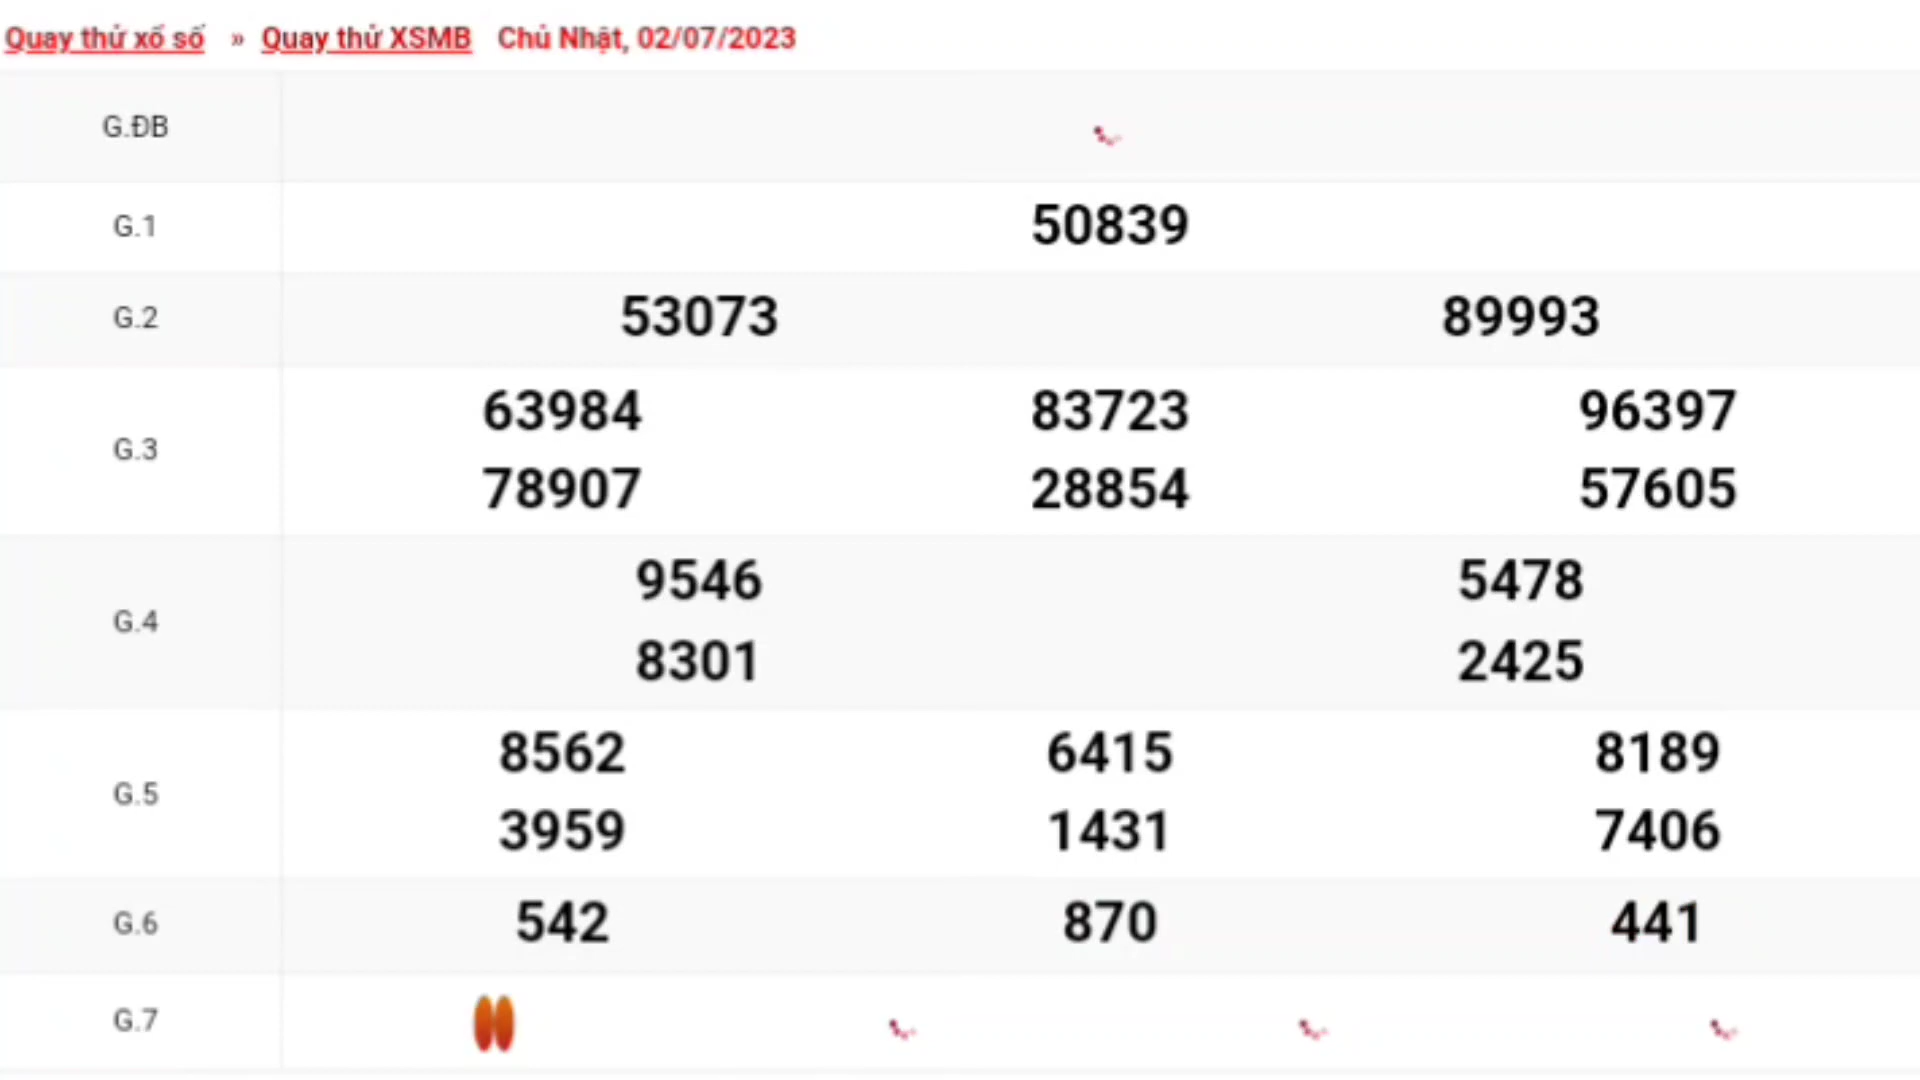 Quay thử xổ số » Quay thử XSMB Chủ Nhật, 02/07/2023
G.ĐB
G.1 50839
G.2 53073 89993
G.3 63984 83723 96397
78907 28854 57605
G.4 9546 5478
8301 2425
G.5 8562 6415 8189
3959 1431 7406
G.6 542 870 441
G.7